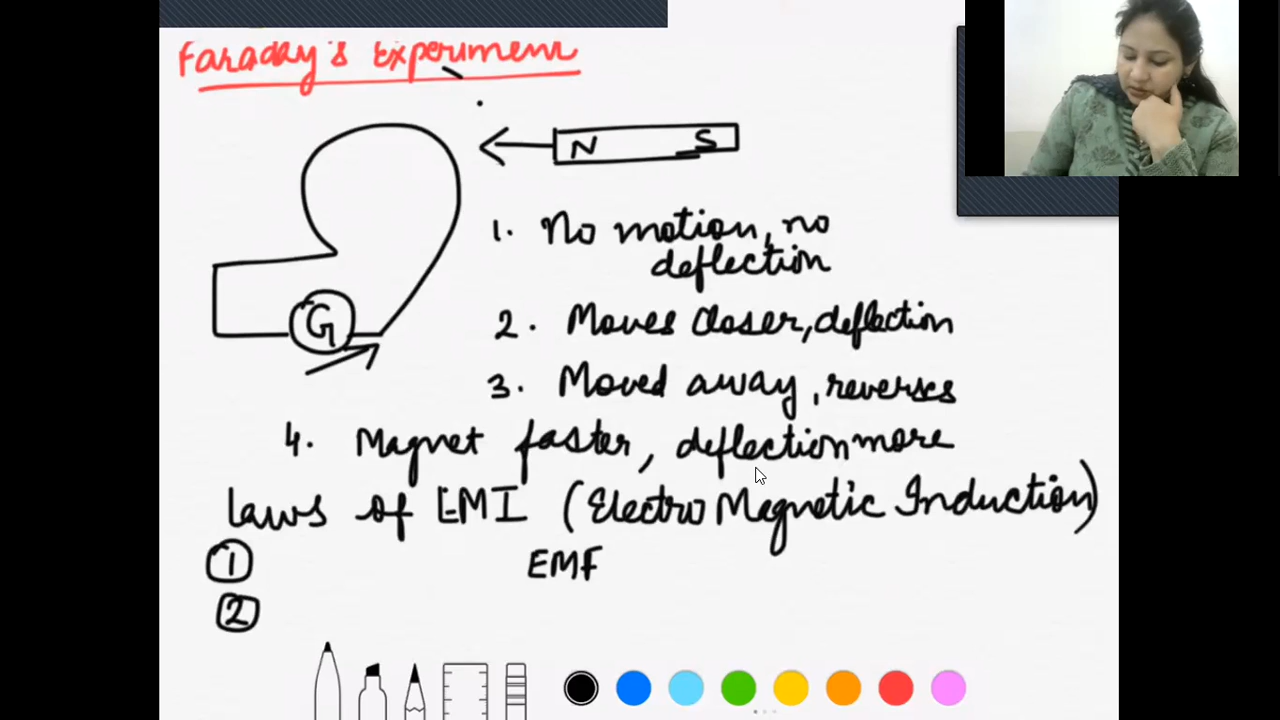 Faraday's Experiment
N S
1. No motion, no
deflection
G
2. Moves closer, deflection
3. Moved away, reverses
4. Magnet faster, deflection more
laws of EMI (Electro Magnetic Induction)
1 EMF
2